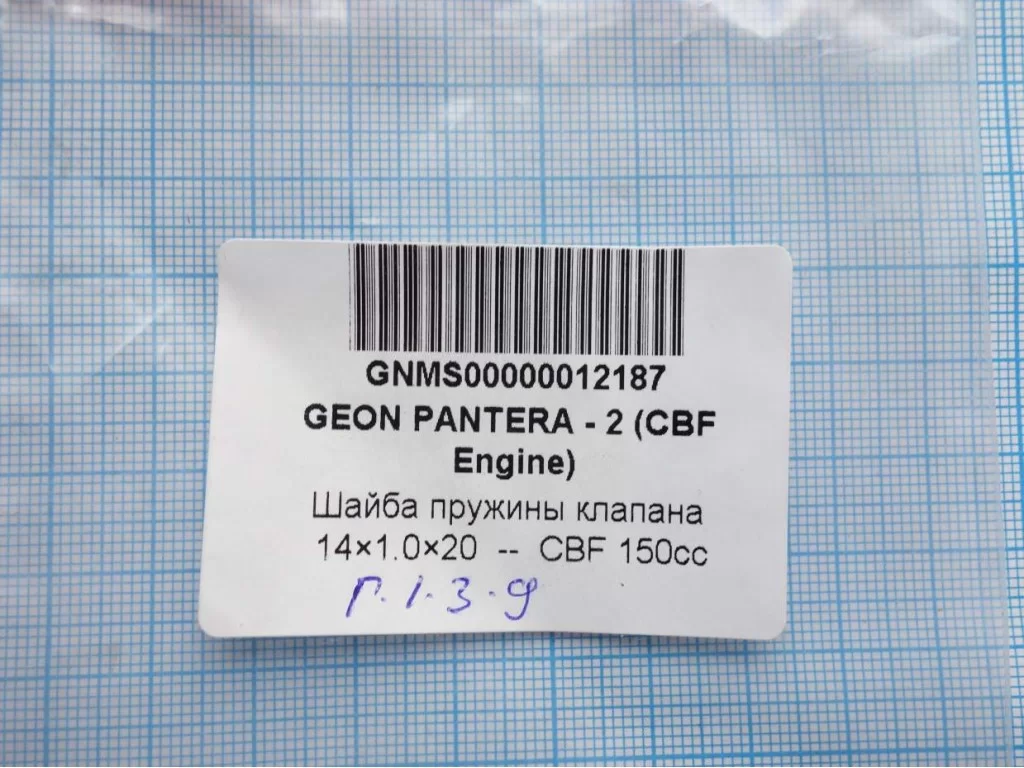 GNMS00000012187
GEON PANTERA - 2 (CBF
Engine)
Шайба пружины клапана
14×1.0×20 -- CBF 150cc
Г.1.3.9